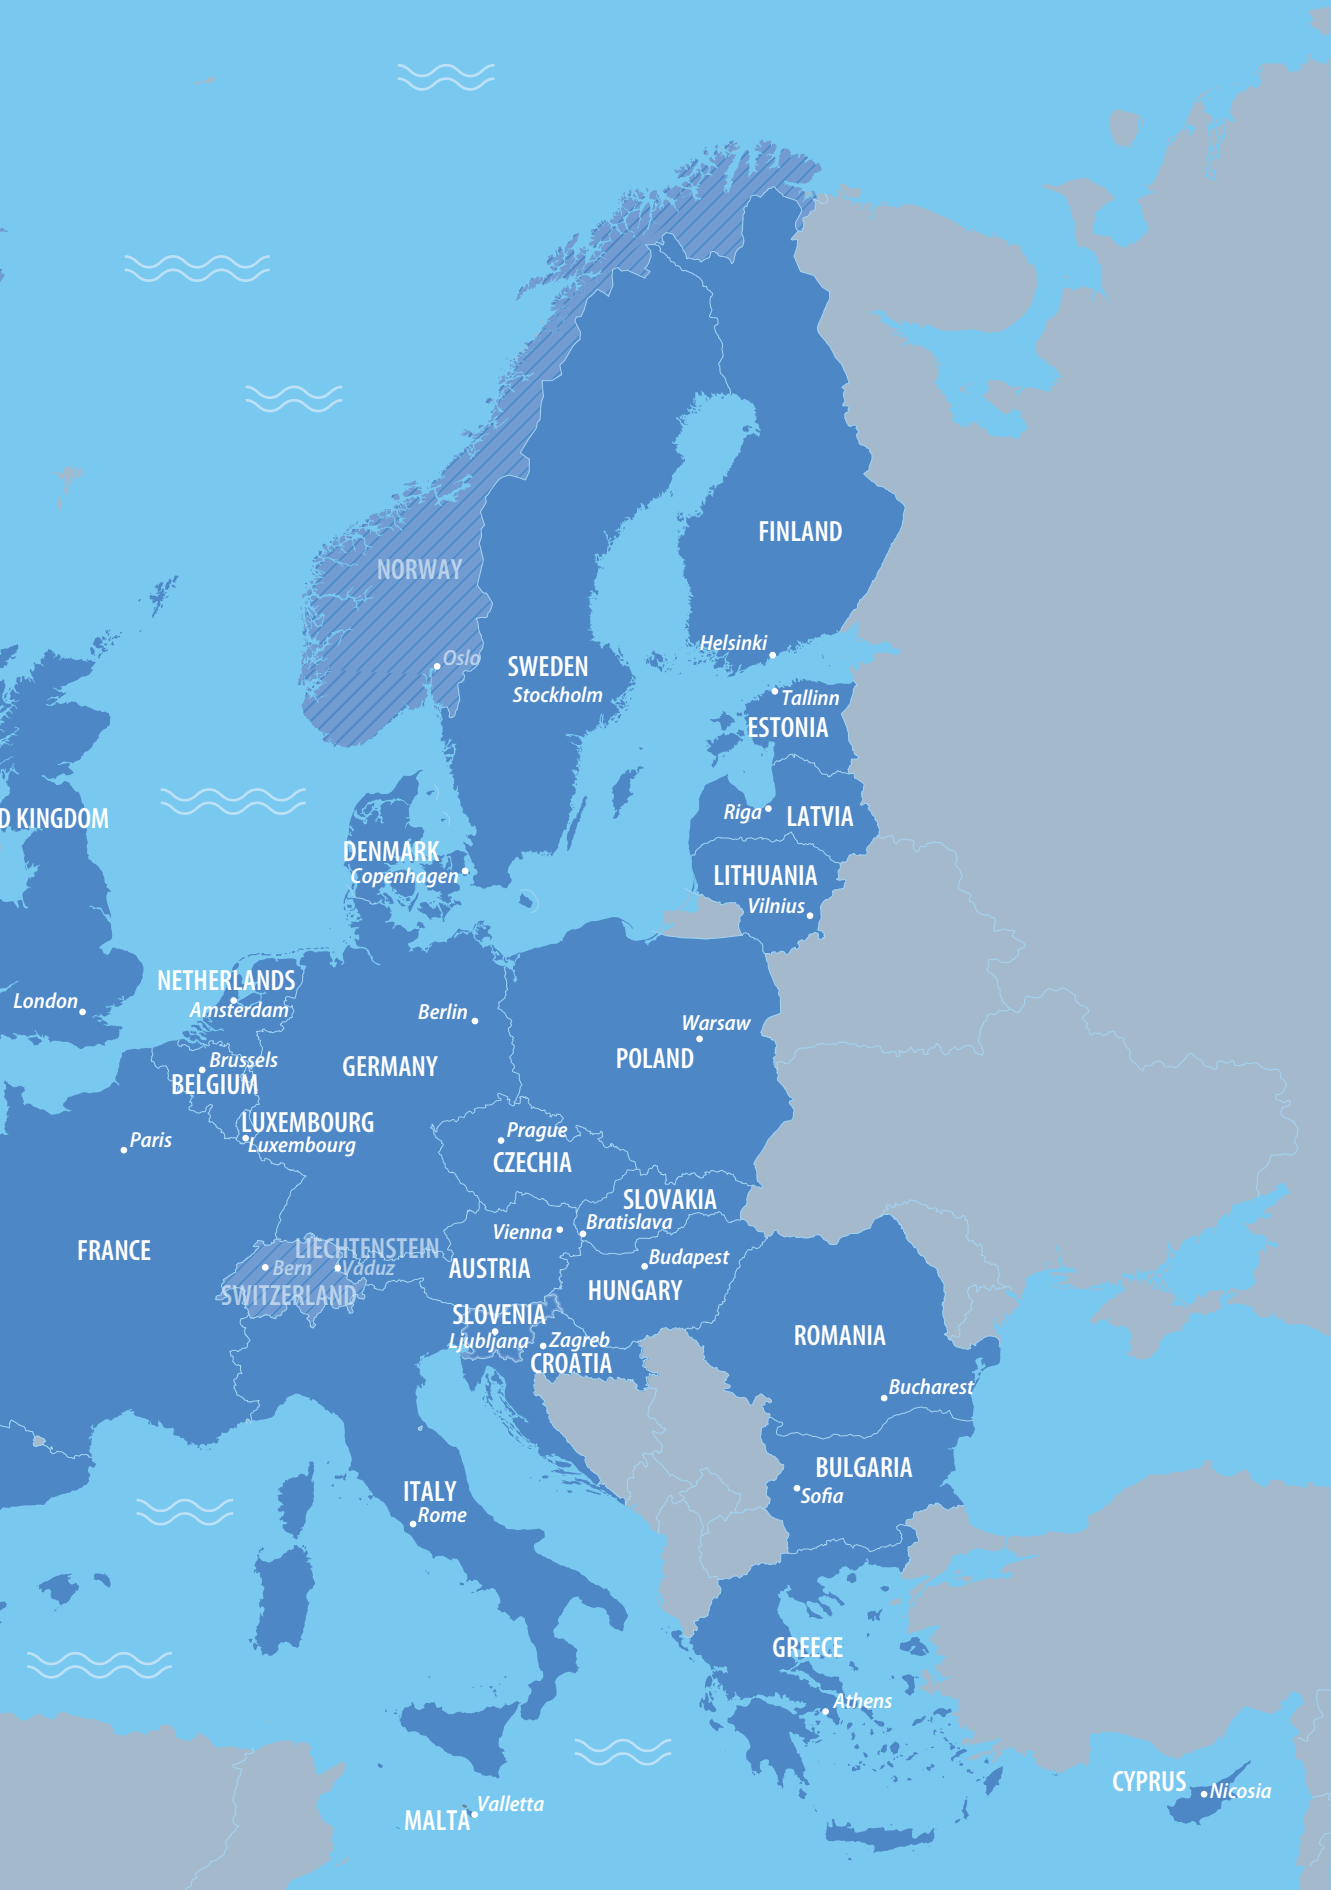 FINLAND
NORWAY
Helsinki
Oslo
SWEDEN
Stockholm
Tallinn
ESTONIA
Riga
LATVIA
D KINGDOM
DENMARK
Copenhagen
LITHUANIA
Vilnius
NETHERLANDS
Amsterdam
London
Berlin
Warsaw
POLAND
Brussels
BELGIUM
GERMANY
LUXEMBOURG
Luxembourg
Paris
Prague
CZECHIA
SLOVAKIA
Bratislava
Vienna
FRANCE
LIECHTENSTEIN
Vaduz
Bern
SWITZERLAND
AUSTRIA
Budapest
HUNGARY
SLOVENIA
Ljubljana
Zagreb
CROATIA
ROMANIA
Bucharest
BULGARIA
Sofia
ITALY
Rome
GREECE
Athens
CYPRUS
Nicosia
Valletta
MALTA